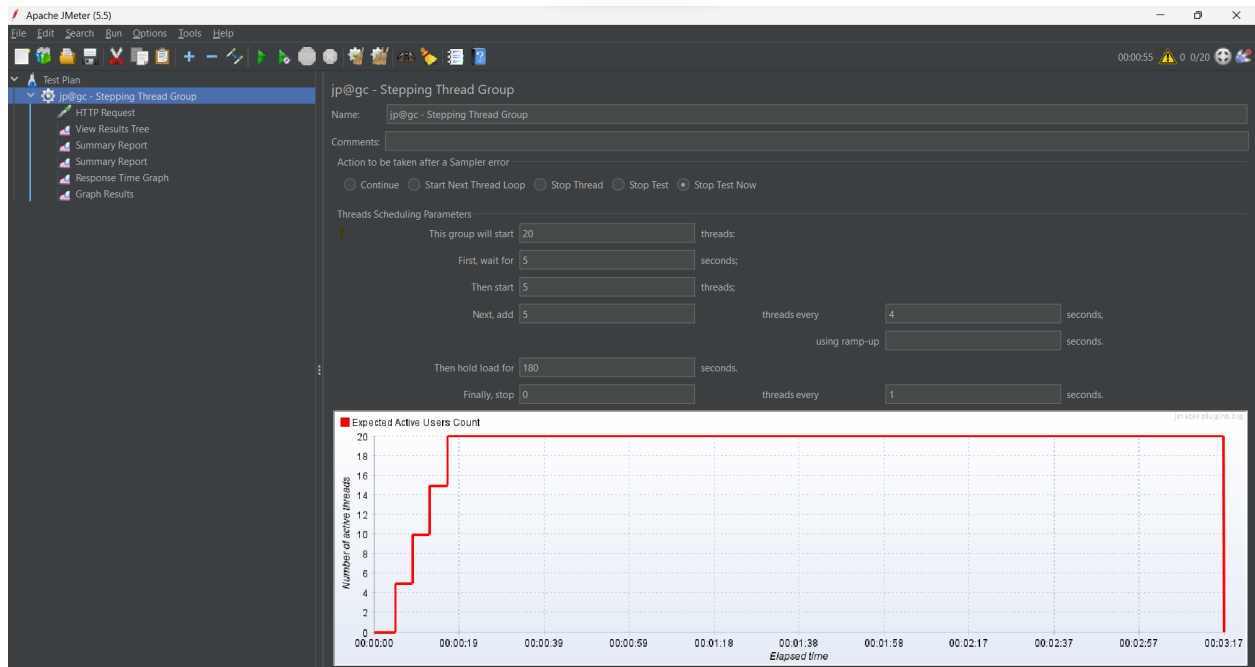 Apache JMeter (5.5)
File Edit Search Run Options Tools Help
00:00:55 0 0/20
Test Plan
jp@gc - Stepping Thread Group
HTTP Request
View Results Tree
Summary Report
Summary Report
Response Time Graph
Graph Results
jp@gc - Stepping Thread Group
Name: jp@gc - Stepping Thread Group
Comments:
Action to be taken after a Sampler error
Continue Start Next Thread Loop Stop Thread Stop Test Stop Test Now
Threads Scheduling Parameters
This group will start 20 threads:
First, wait for 5 seconds;
Then start 5 threads;
Next, add 5 threads every 4 seconds,
using ramp-up seconds.
Then hold load for 180 seconds.
Finally, stop 0 threads every 1 seconds.
jmeter-plugins.org
Expected Active Users Count
20
18
16
14
12
10
8
6
4
2
0
Number of active threads
00:00:00 00:00:19 00:00:39 00:00:59 00:01:18 00:01:38 00:01:58 00:02:17 00:02:37 00:02:57 00:03:17
Elapsed time